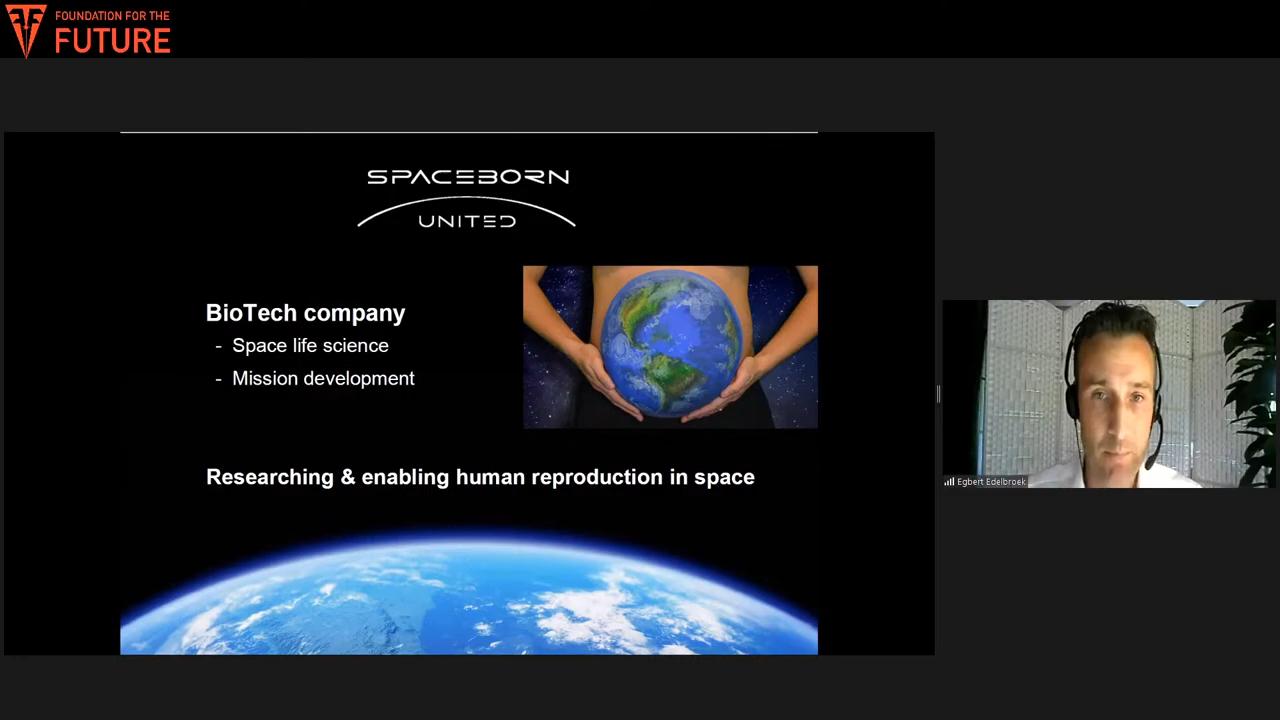 FOUNDATION FOR THE
FUTURE
SPACEBORN
UNITED
BioTech company
- Space life science
- Mission development
Researching & enabling human reproduction in space
Egbert Edelbroek